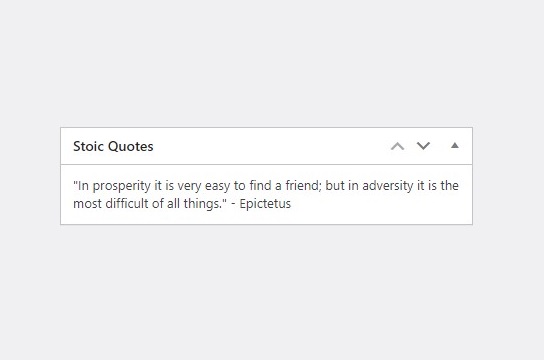 Stoic Quotes
"In prosperity it is very easy to find a friend; but in adversity it is the
most difficult of all things." - Epictetus